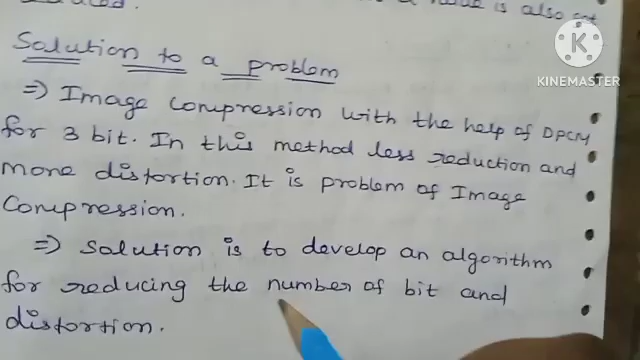 is also
KINEMASTER
Solution to a problem
⇒ Image compression with the help of DPCM
for 3 bit. In this method less reduction and
more distortion. It is problem of Image
Compression.
⇒ Solution is to develop an algorithm
for reducing the number of bit and
distortion.